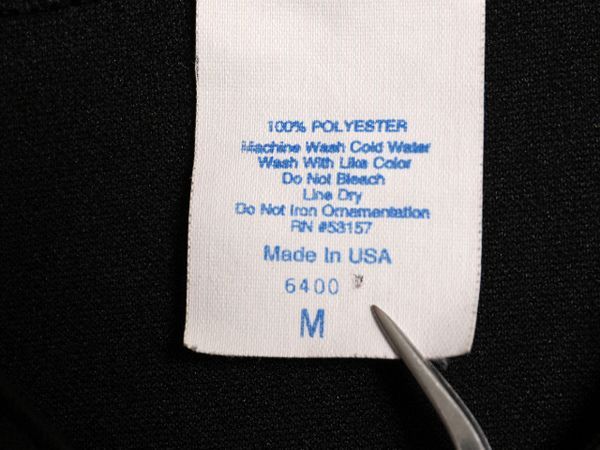 100% POLYESTER
Machine Wash Cold Water
Wash With Like Color
Do Not Bleach
Line Dry
Do Not Iron Ornamentation
RN #53157
Made In USA
6400
M